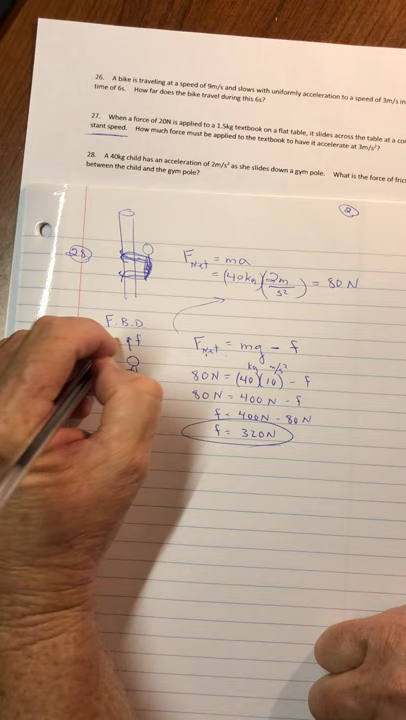 26. A bike is traveling at a speed of 9m/s and slows with uniformly acceleration to a speed of 3m/s in
time of 6s. How far does the bike travel during this 6s?
27. When a force of 20N is applied to a 1.5kg textbook on a flat table, it slides across the table at a con
stant speed. How much force must be applied to the textbook to have it accelerate at 3m/s²?
28. A 40kg child has an acceleration of 2m/s² as she slides down a gym pole. What is the force of fric
between the child and the gym pole?
28
F_Net = ma
= (40kg)(2m/s²) = 80N
F.B.D
f
F_Net = mg - f
kg m/s²
80N = (40)(10) - f
80N = 400N - f
f = 400N - 80N
f = 320N